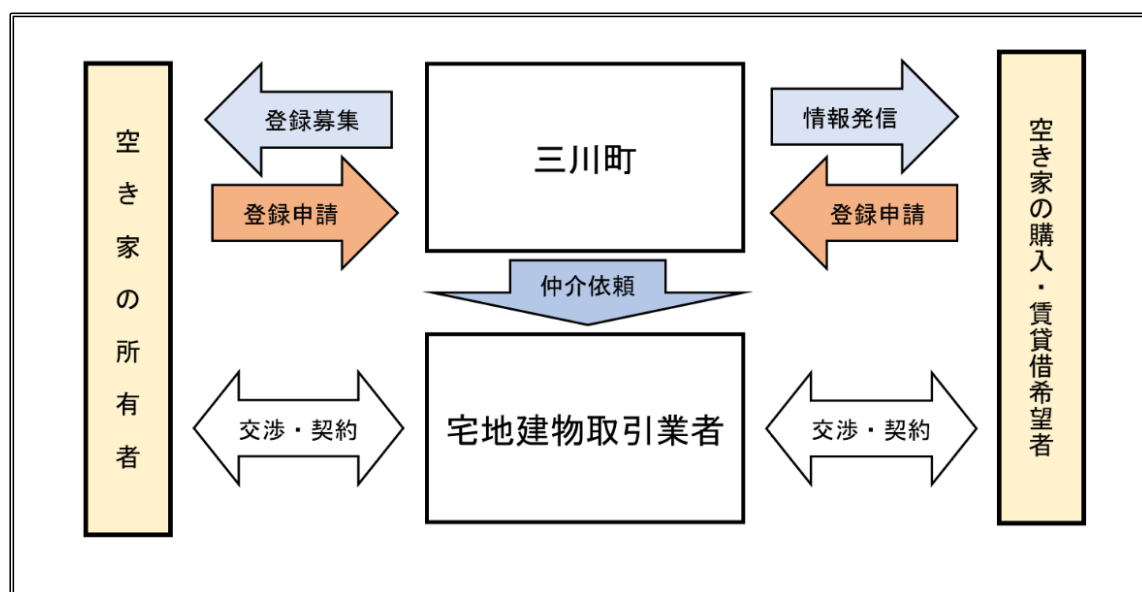 空き家の所有者
登録募集
登録申請
三川町
情報発信
登録申請
仲介依頼
交渉・契約
宅地建物取引業者
交渉・契約
空き家の購入・賃貸借希望者